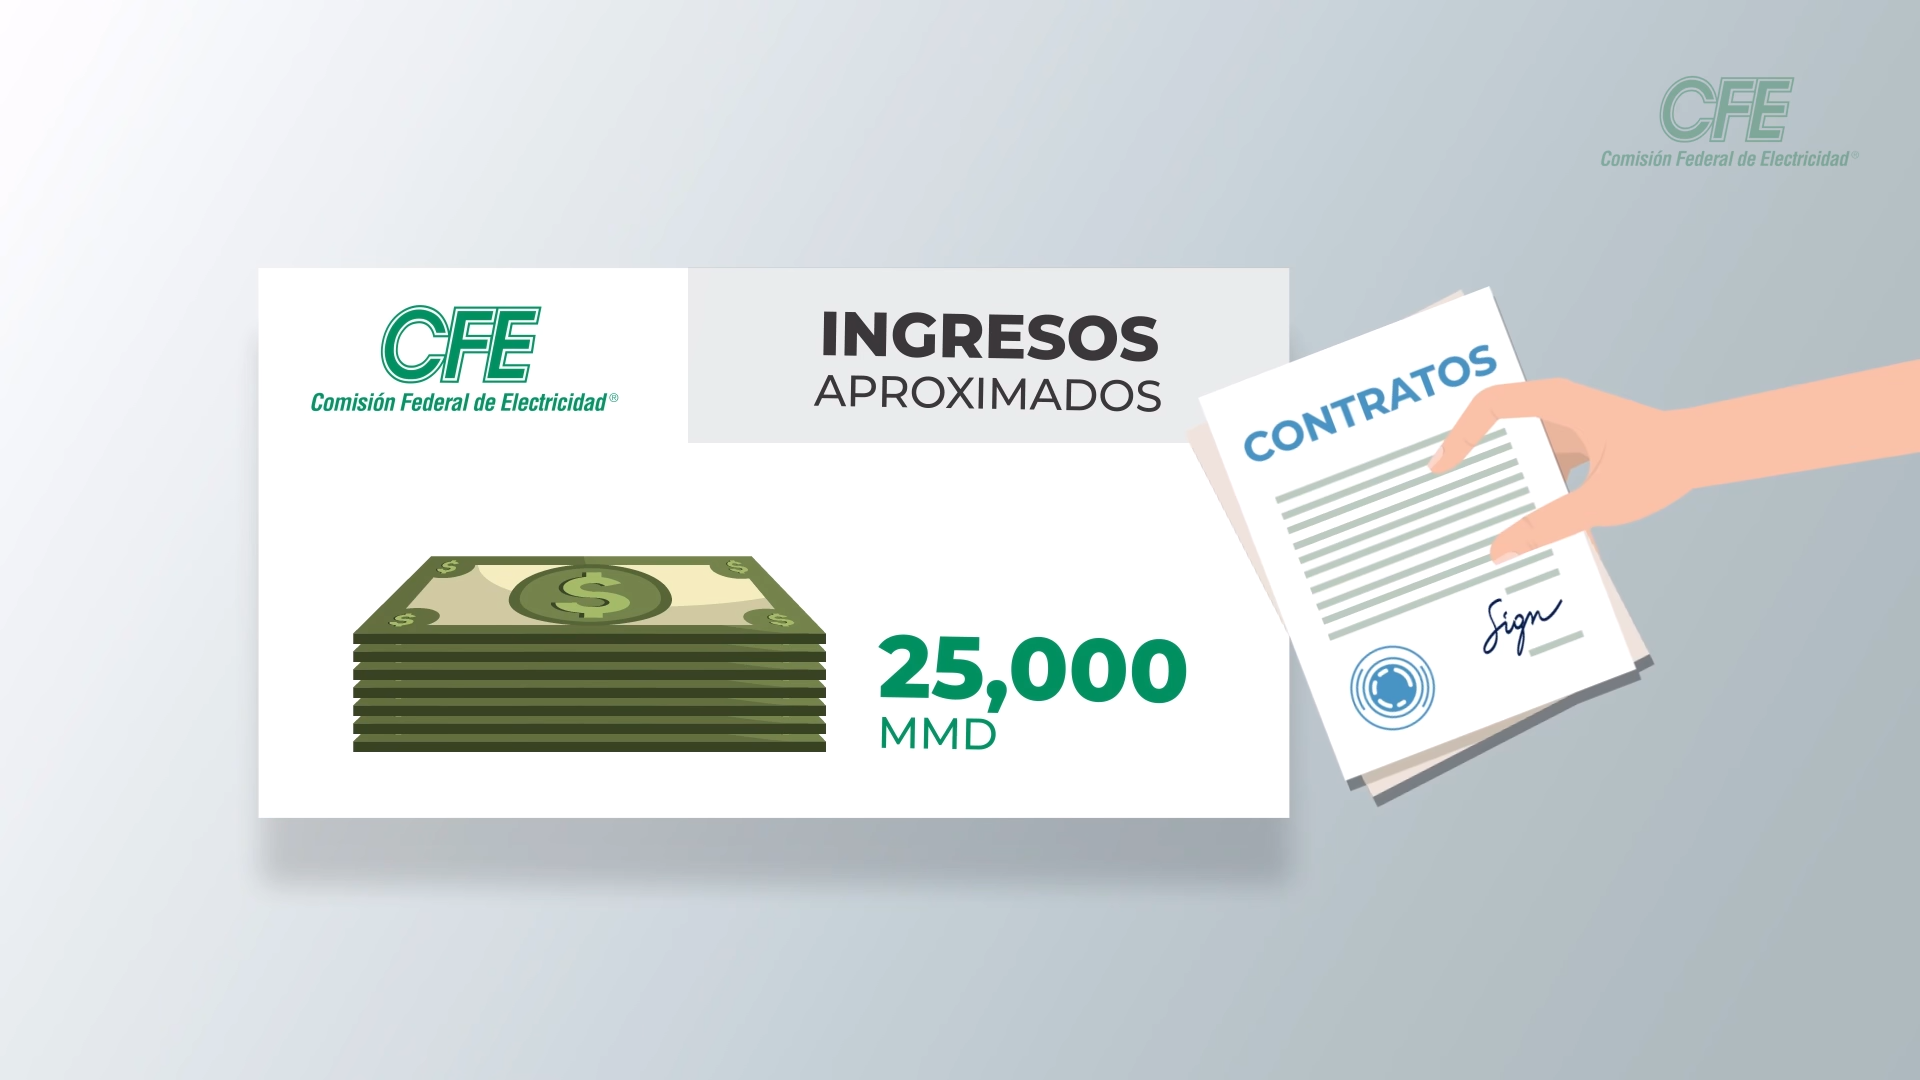 CFE
Comisión Federal de Electricidad®
CFE
Comisión Federal de Electricidad®
INGRESOS
APROXIMADOS
CONTRATOS
$ $ $
$ $
25,000
MMD
Sign